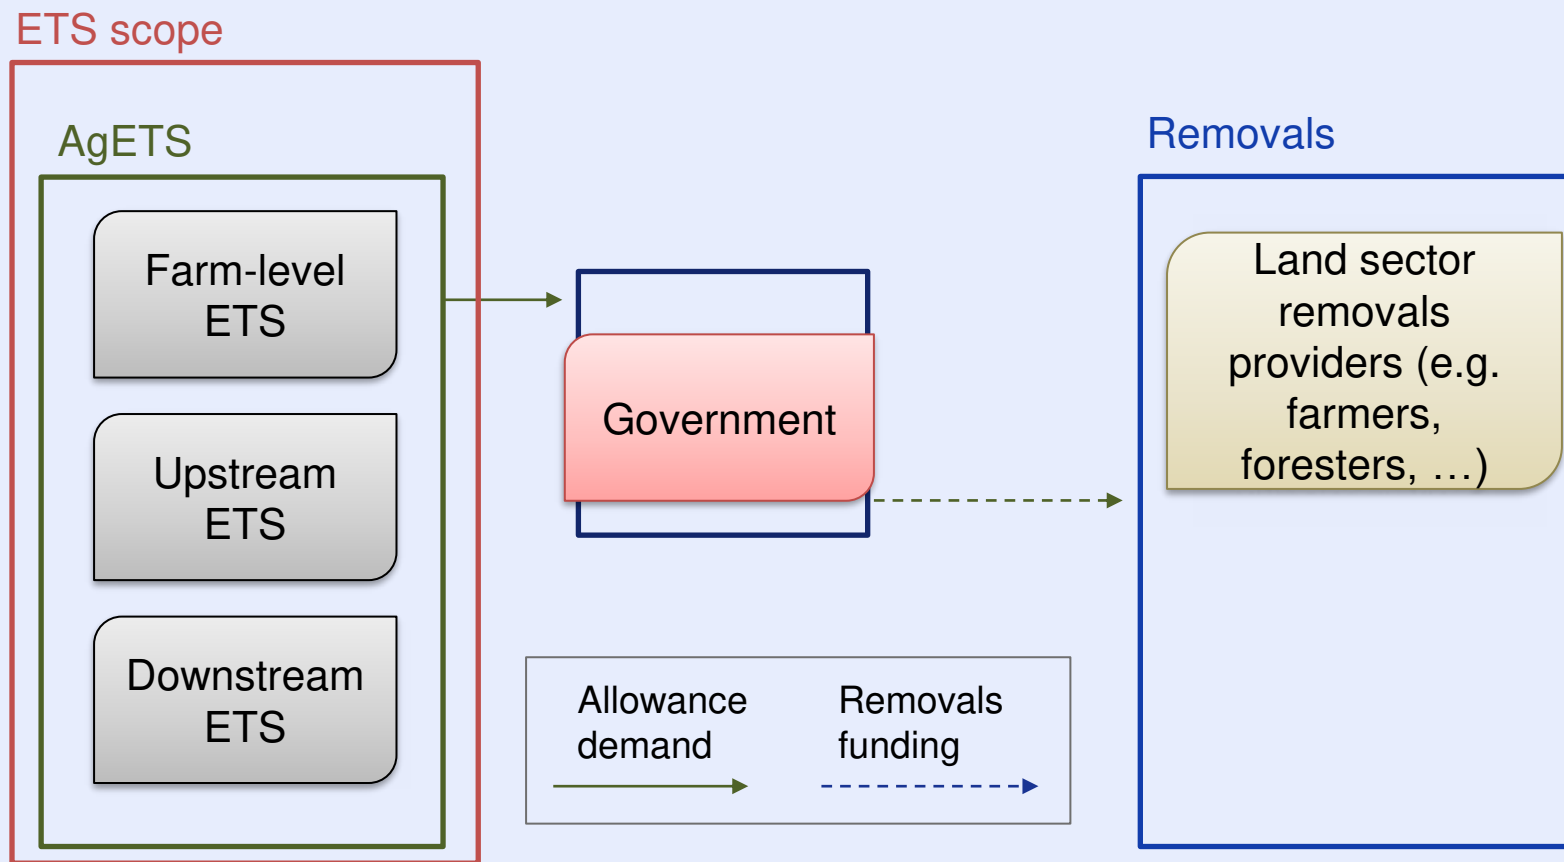 ETS scope
AgETS
Farm-level
ETS
Upstream
ETS
Downstream
ETS
Government
Removals
Land sector
removals
providers (e.g.
farmers,
foresters, …)
Allowance
demand
Removals
funding